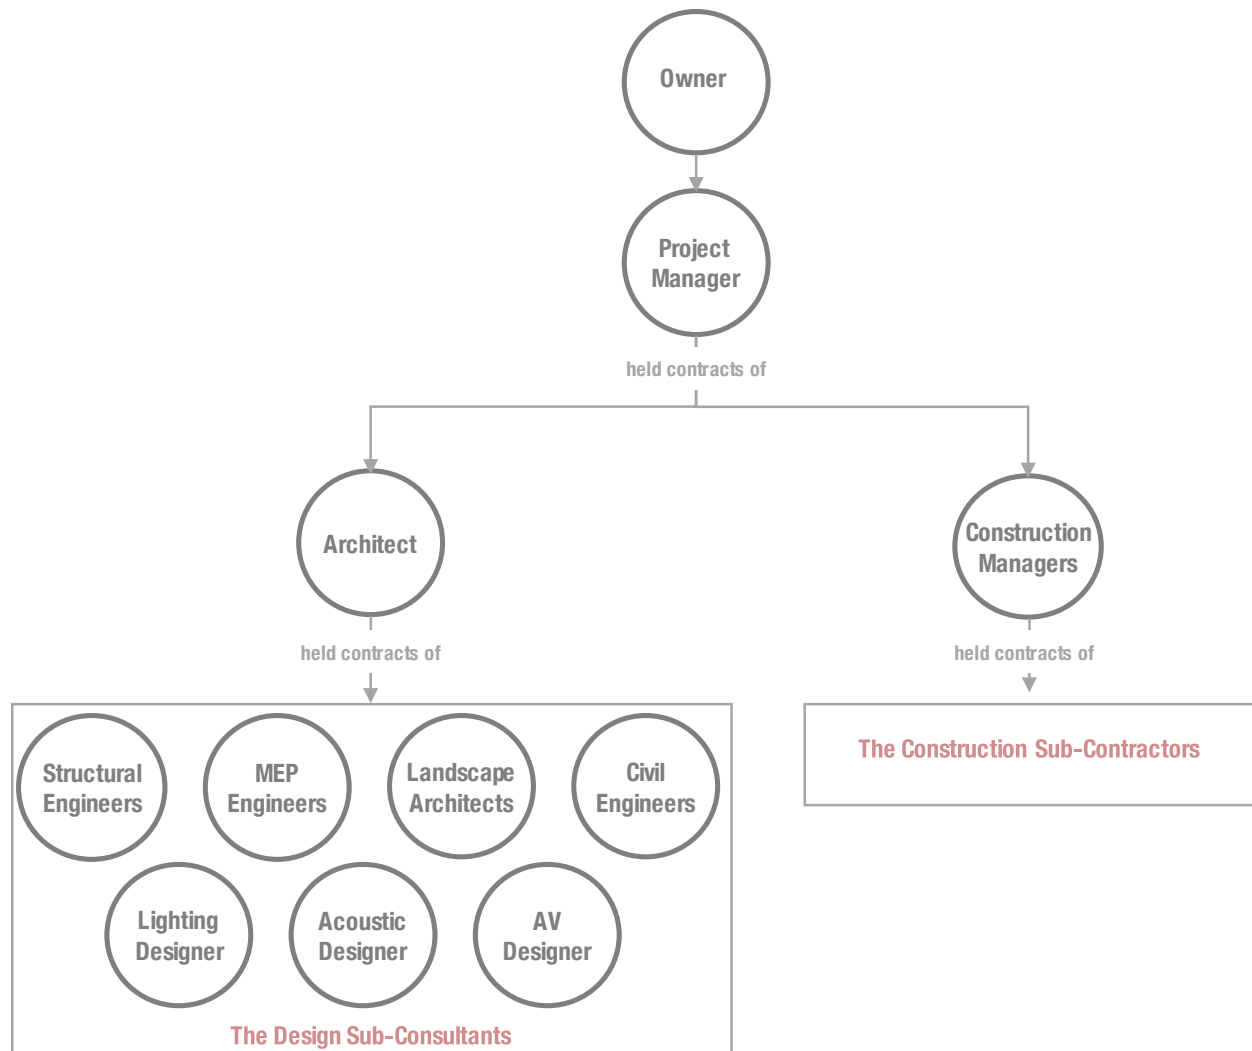 Owner
Project
Manager
held contracts of
Architect
Construction
Managers
held contracts of
held contracts of
Structural
Engineers
MEP
Engineers
Landscape
Architects
Civil
Engineers
The Construction Sub-Contractors
Lighting
Designer
Acoustic
Designer
AV
Designer
The Design Sub-Consultants